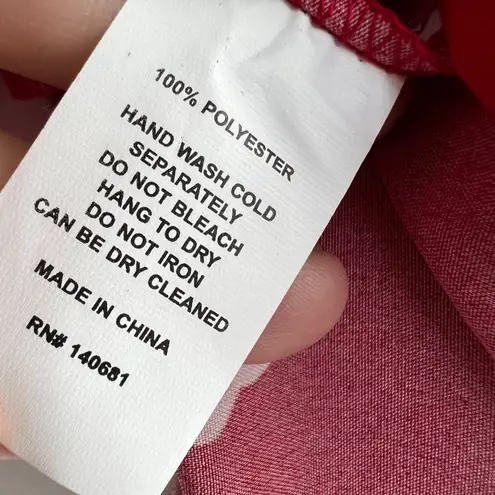 100% POLYESTER
HAND WASH COLD
SEPARATELY
DO NOT BLEACH
HANG TO DRY
DO NOT IRON
CAN BE DRY CLEANED
MADE IN CHINA
RN# 140681